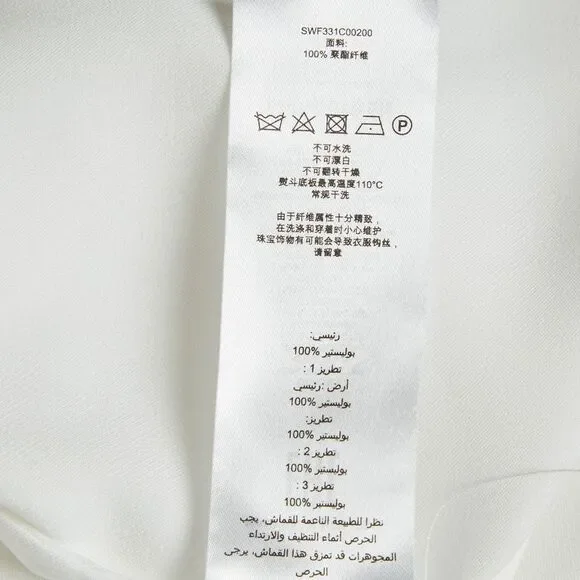 SWF331C00200
面料:
100% 聚酯纤维
不可水洗
不可漂白
不可翻转干燥
熨斗底板最高温度110°C
常规干洗
由于纤维属性十分精致，
在洗涤和穿着时小心维护
珠宝饰物有可能会导致衣服钩丝，
请留意
رئيسي:
بوليستير %100
تطريز 1 :
أرض :رئيسي
بوليستير %100
تطريز:
بوليستير %100
تطريز 2 :
بوليستير %100
تطريز 3 :
بوليستير %100
نظرا للطبيعة الناعمة للقماش، يجب
الحرص أثناء التنظيف والارتداء
المجوهرات قد تمزق هذا القماش، يرجى
الحرص